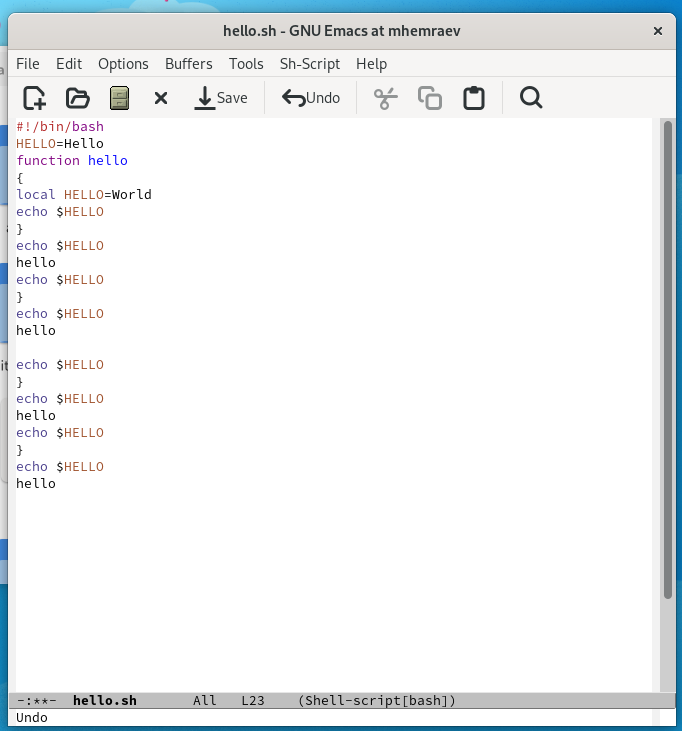 hello.sh - GNU Emacs at mhemraev
File Edit Options Buffers Tools Sh-Script Help
Save Undo
#!/bin/bash
HELLO=Hello
function hello
{
local HELLO=World
echo $HELLO
}
echo $HELLO
hello
echo $HELLO
}
echo $HELLO
hello
echo $HELLO
}
echo $HELLO
hello
echo $HELLO
}
echo $HELLO
hello
-:**- hello.sh All L23 (Shell-script[bash])
Undo